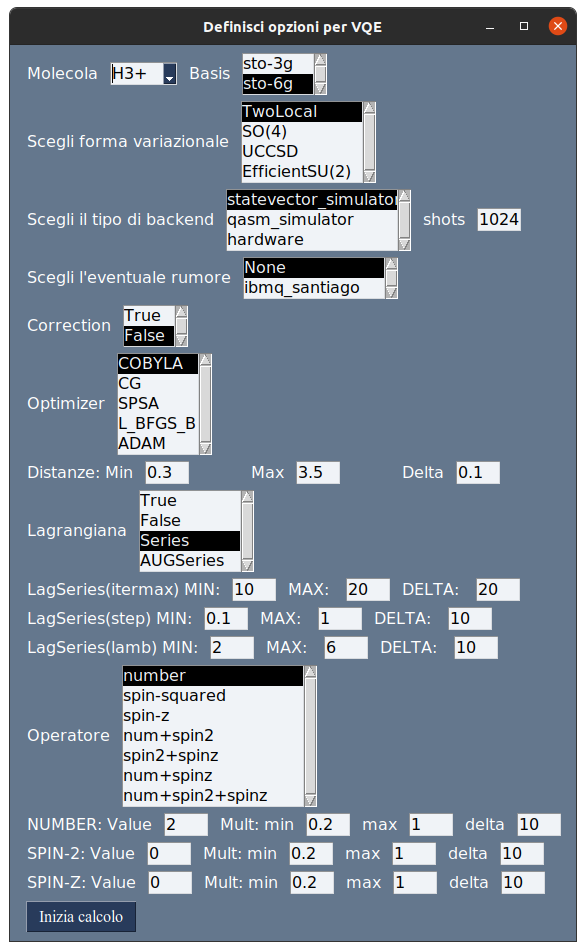 Definisci opzioni per VQE
Molecola H3+ Basis sto-3g
sto-6g
Scegli forma variazionale TwoLocal
SO(4)
UCCSD
EfficientSU(2)
Scegli il tipo di backend statevector_simulator shots 1024
qasm_simulator
hardware
Scegli l'eventuale rumore None
ibmq_santiago
Correction True
False
Optimizer COBYLA
CG
SPSA
L_BFGS_B
ADAM
Distanze: Min 0.3 Max 3.5 Delta 0.1
Lagrangiana True
False
Series
AUGSeries
LagSeries(itermax) MIN: 10 MAX: 20 DELTA: 20
LagSeries(step) MIN: 0.1 MAX: 1 DELTA: 10
LagSeries(lamb) MIN: 2 MAX: 6 DELTA: 10
Operatore number
spin-squared
spin-z
num+spin2
spin2+spinz
num+spinz
num+spin2+spinz
NUMBER: Value 2 Mult: min 0.2 max 1 delta 10
SPIN-2: Value 0 Mult: min 0.2 max 1 delta 10
SPIN-Z: Value 0 Mult: min 0.2 max 1 delta 10
Inizia calcolo